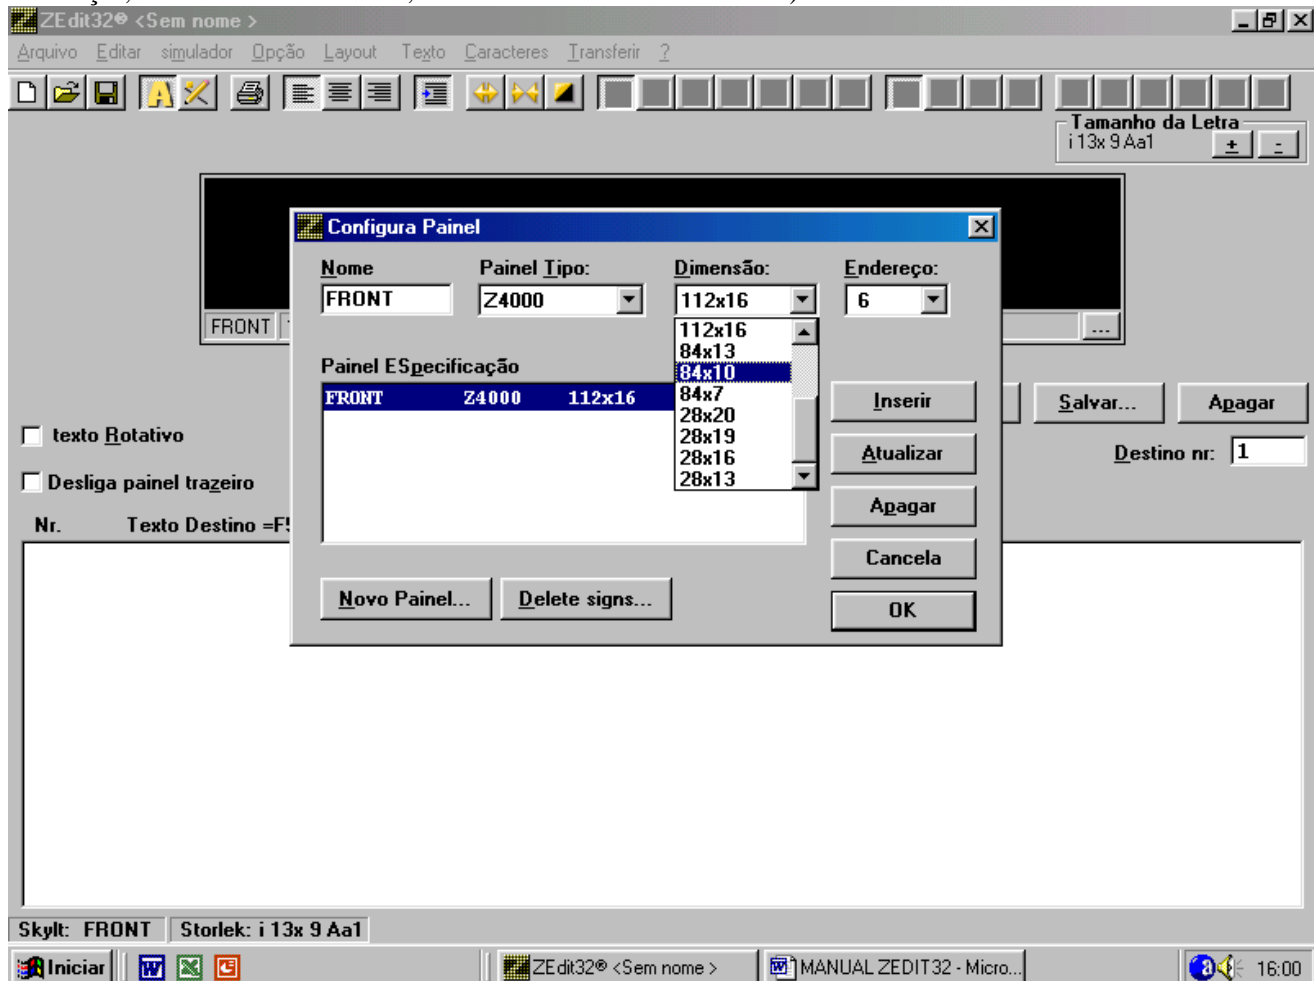 ZEdit32® <Sem nome >
Arquivo Editar simulador Opção Layout Texto Caracteres Transferir ?
Tamanho da Letra
i 13x 9 Aa1 + -
Configura Painel
Nome Painel Tipo: Dimensão: Endereço:
FRONT Z4000 112x16 6
FRONT ...
112x16
84x13
84x10
84x7
28x20
28x19
28x16
28x13
Painel ESpecificação
FRONT Z4000 112x16
Inserir
Atualizar
Apagar
Cancela
OK
Novo Painel... Delete signs...
Salvar... Apagar
texto Rotativo
Destino nr: 1
Desliga painel trazeiro
Nr. Texto Destino =F
Skylt: FRONT Storlek: i 13x 9 Aa1
Iniciar ZEdit32® <Sem nome > MANUAL ZEDIT32 - Micro... 16:00